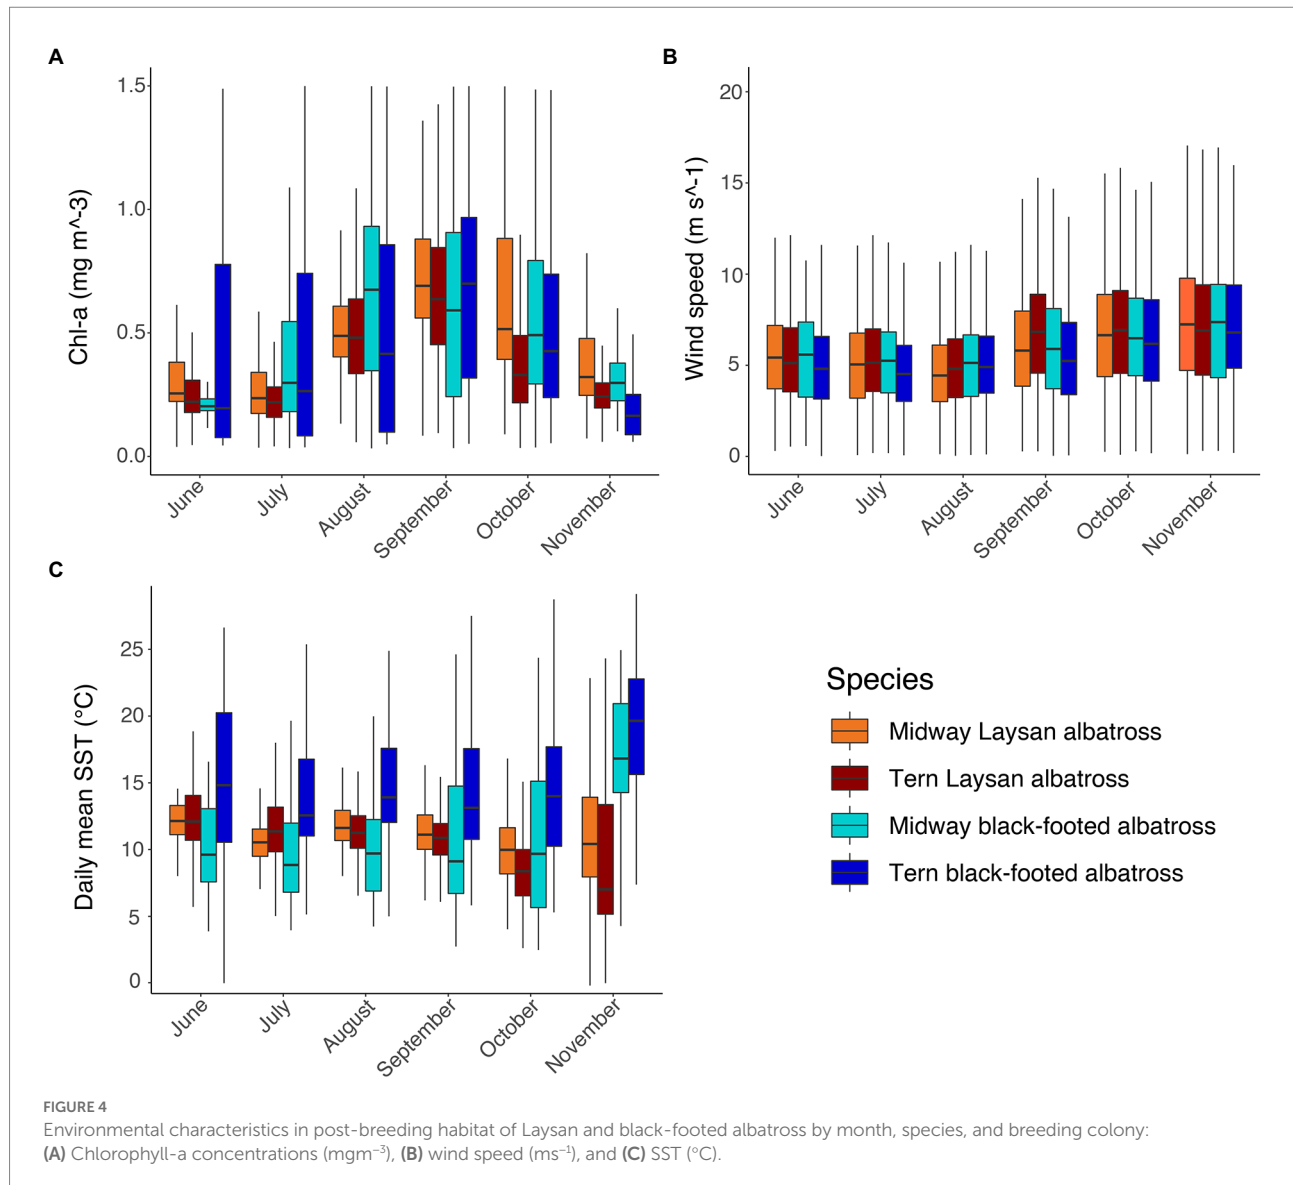 A
Chl-a (mg m^-3)
1.5
1.0
0.5
0.0
June
July
August
September
October
November
B
Wind speed (m s^-1)
20
15
10
5
0
June
July
August
September
October
November
C
Daily mean SST (°C)
25
20
15
10
5
0
June
July
August
September
October
November
Species
Midway Laysan albatross
Tern Laysan albatross
Midway black-footed albatross
Tern black-footed albatross
FIGURE 4
Environmental characteristics in post-breeding habitat of Laysan and black-footed albatross by month, species, and breeding colony:
(A) Chlorophyll-a concentrations (mgm⁻³), (B) wind speed (ms⁻¹), and (C) SST (°C).